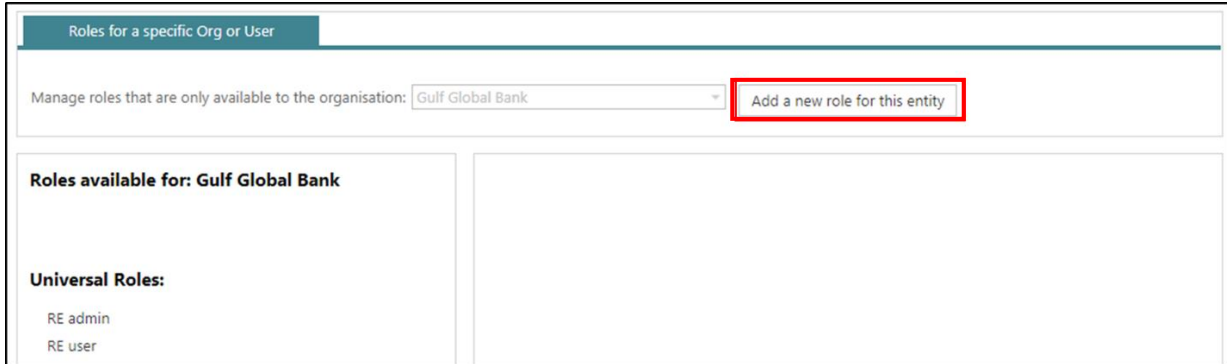 Roles for a specific Org or User
Manage roles that are only available to the organisation: Gulf Global Bank Add a new role for this entity
Roles available for: Gulf Global Bank
Universal Roles:
RE admin
RE user